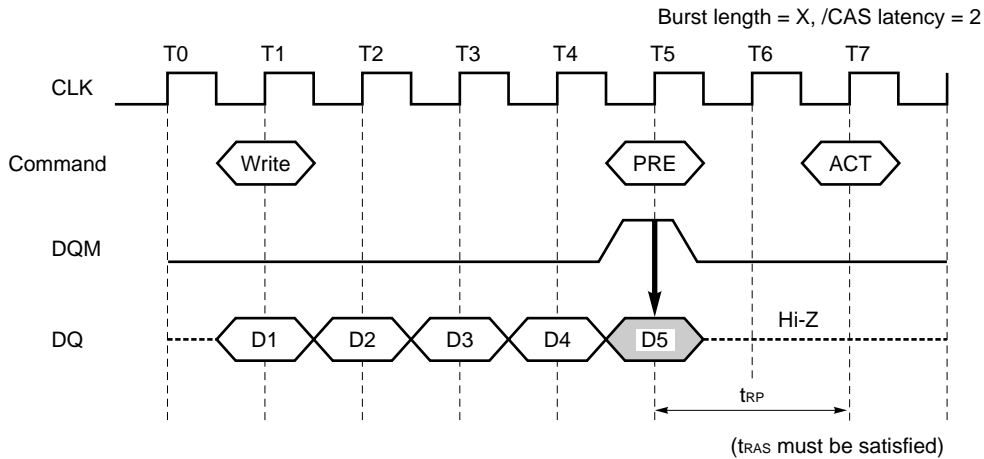 Burst length = X, /CAS latency = 2
T0 T1 T2 T3 T4 T5 T6 T7
CLK
Command Write PRE ACT
DQM
DQ D1 D2 D3 D4 D5 Hi-Z
tRP
(tRAS must be satisfied)